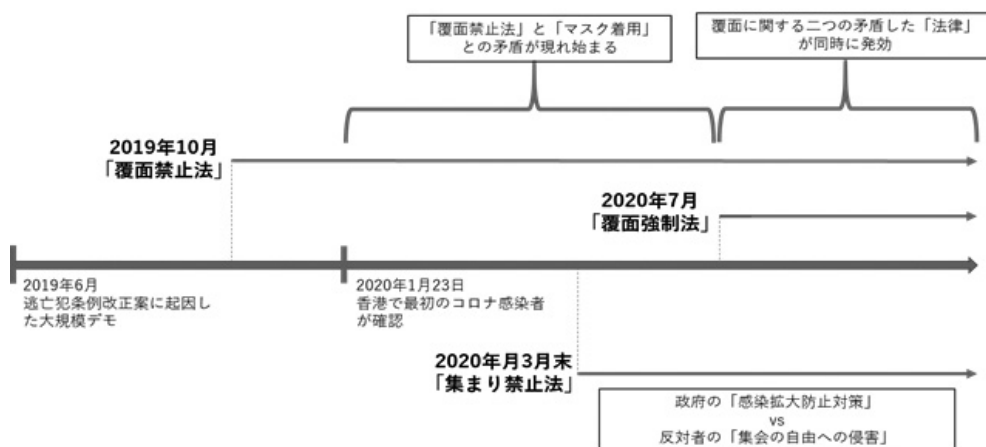 「覆面禁止法」と「マスク着用」
との矛盾が現れ始まる
覆面に関する二つの矛盾した「法律」
が同時に発効
2019年10月
「覆面禁止法」
2020年7月
「覆面強制法」
2019年6月
逃亡犯条例改正案に起因し
た大規模デモ
2020年1月23日
香港で最初のコロナ感染者
が確認
2020年月3月末
「集まり禁止法」
政府の「感染拡大防止対策」
vs
反対者の「集会の自由への侵害」